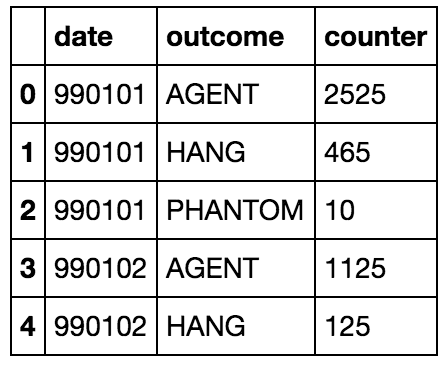 date outcome counter
0 990101 AGENT 2525
1 990101 HANG 465
2 990101 PHANTOM 10
3 990102 AGENT 1125
4 990102 HANG 125